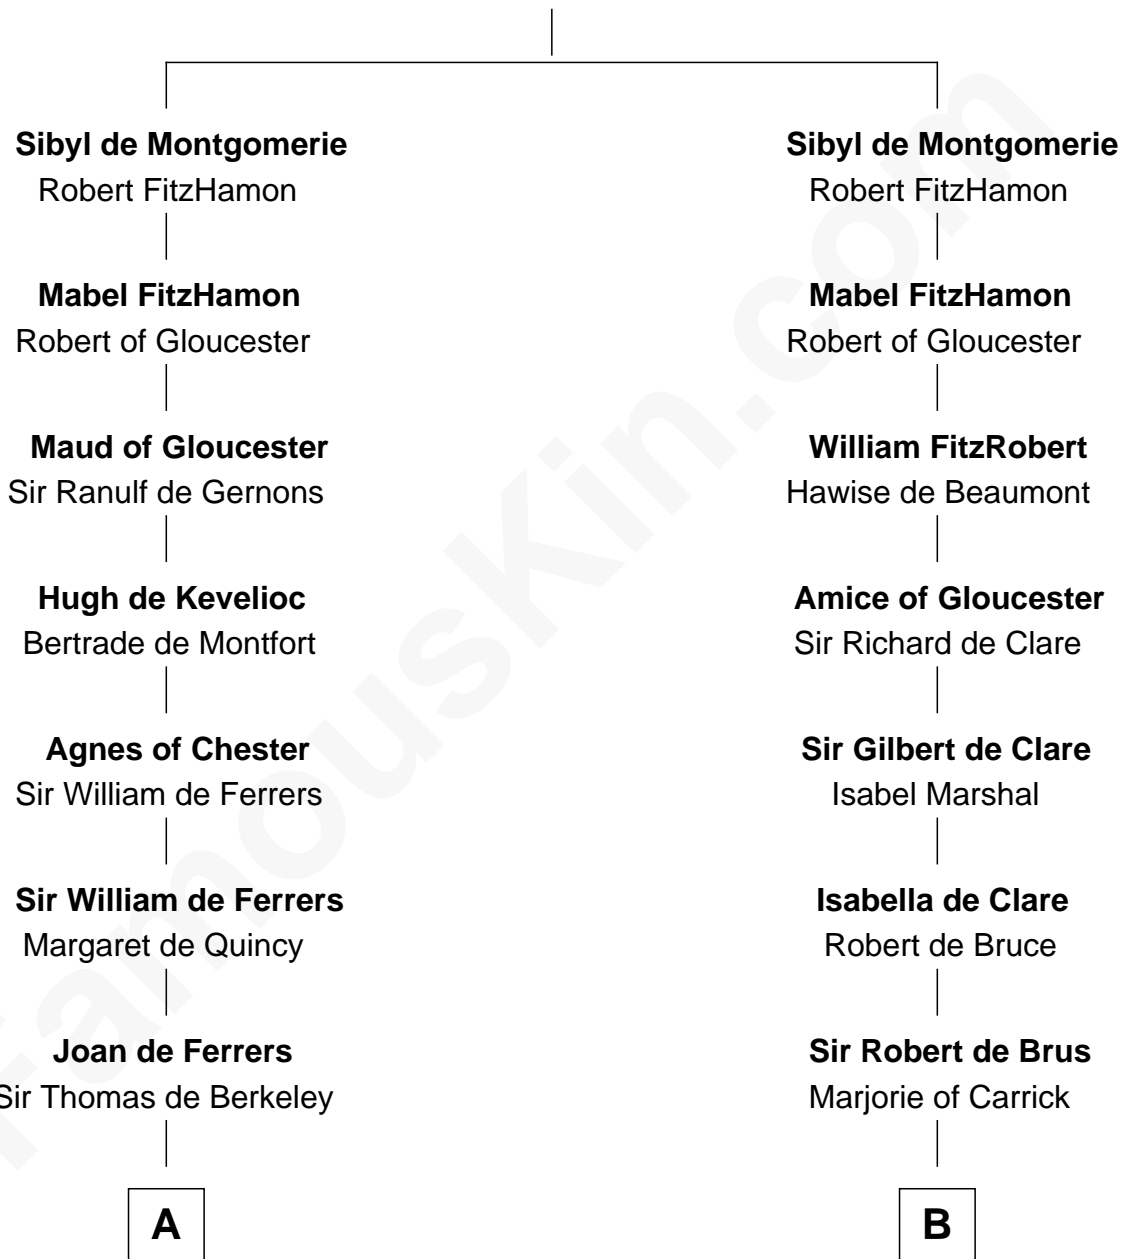 Sibyl de Montgomerie
Robert FitzHamon
Mabel FitzHamon
Robert of Gloucester
Maud of Gloucester
Sir Ranulf de Gernons
Hugh de Kevelioc
Bertrade de Montfort
Agnes of Chester
Sir William de Ferrers
Sir William de Ferrers
Margaret de Quincy
Joan de Ferrers
Sir Thomas de Berkeley
A
Sibyl de Montgomerie
Robert FitzHamon
Mabel FitzHamon
Robert of Gloucester
William FitzRobert
Hawise de Beaumont
Amice of Gloucester
Sir Richard de Clare
Sir Gilbert de Clare
Isabel Marshal
Isabella de Clare
Robert de Bruce
Sir Robert de Brus
Marjorie of Carrick
B
FamousKin.com